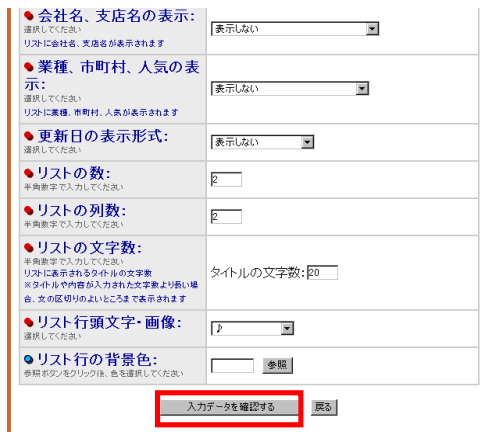 会社名、支店名の表示:
選択してください
リストに会社名、支店名が表示されます
表示しない
業種、市町村、人気の表
示:
選択してください
リストに業種、市町村、人気が表示されます
表示しない
更新日の表示形式:
選択してください
表示しない
リストの数:
半角数字で入力してください
2
リストの列数:
半角数字で入力してください
2
リストの文字数:
半角数字で入力してください
リストに表示されるタイトルの文字数
※タイトルや内容が入力された文字数より長い場
合、文の区切りのよいところまで表示されます
タイトルの文字数:20
リスト行頭文字・画像:
選択してください
♪
リスト行の背景色:
参照ボタンをクリック後、色を選択してください
参照
入力データを確認する
戻る